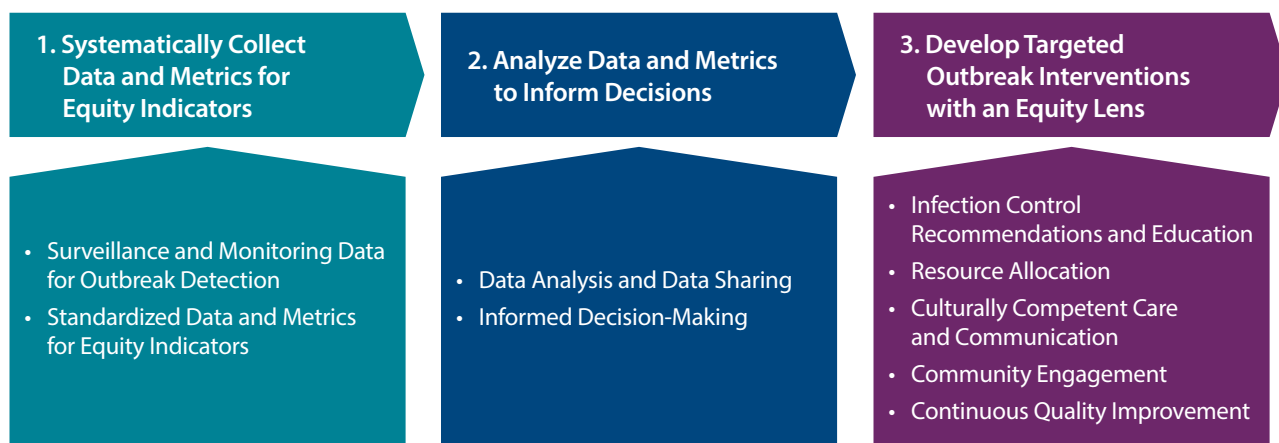 1. Systematically Collect
Data and Metrics for
Equity Indicators
• Surveillance and Monitoring Data
for Outbreak Detection
• Standardized Data and Metrics
for Equity Indicators
2. Analyze Data and Metrics
to Inform Decisions
• Data Analysis and Data Sharing
• Informed Decision-Making
3. Develop Targeted
Outbreak Interventions
with an Equity Lens
• Infection Control
Recommendations and Education
• Resource Allocation
• Culturally Competent Care
and Communication
• Community Engagement
• Continuous Quality Improvement